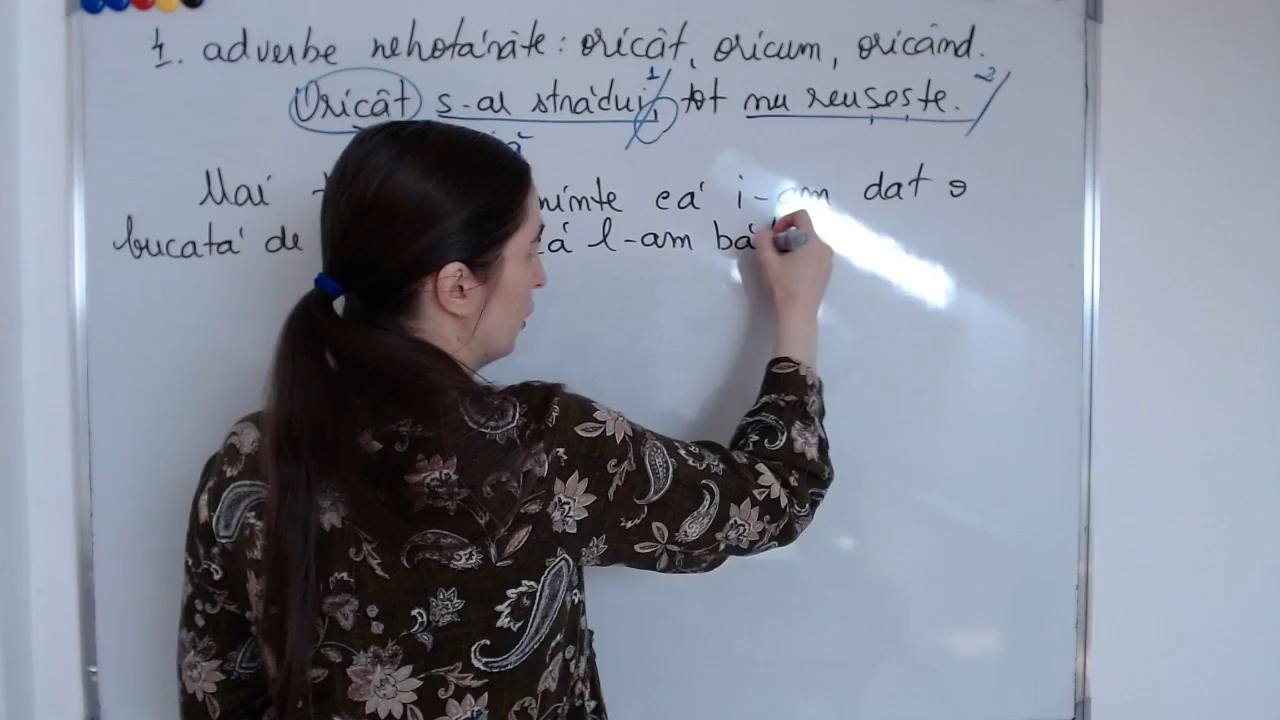 1. adverbe nehotărâte: oricât, oricum, oricând.
Oricât s-ar strădui, tot nu reușește.
Mai minte că i-am dat o
bucată de că l-am bă